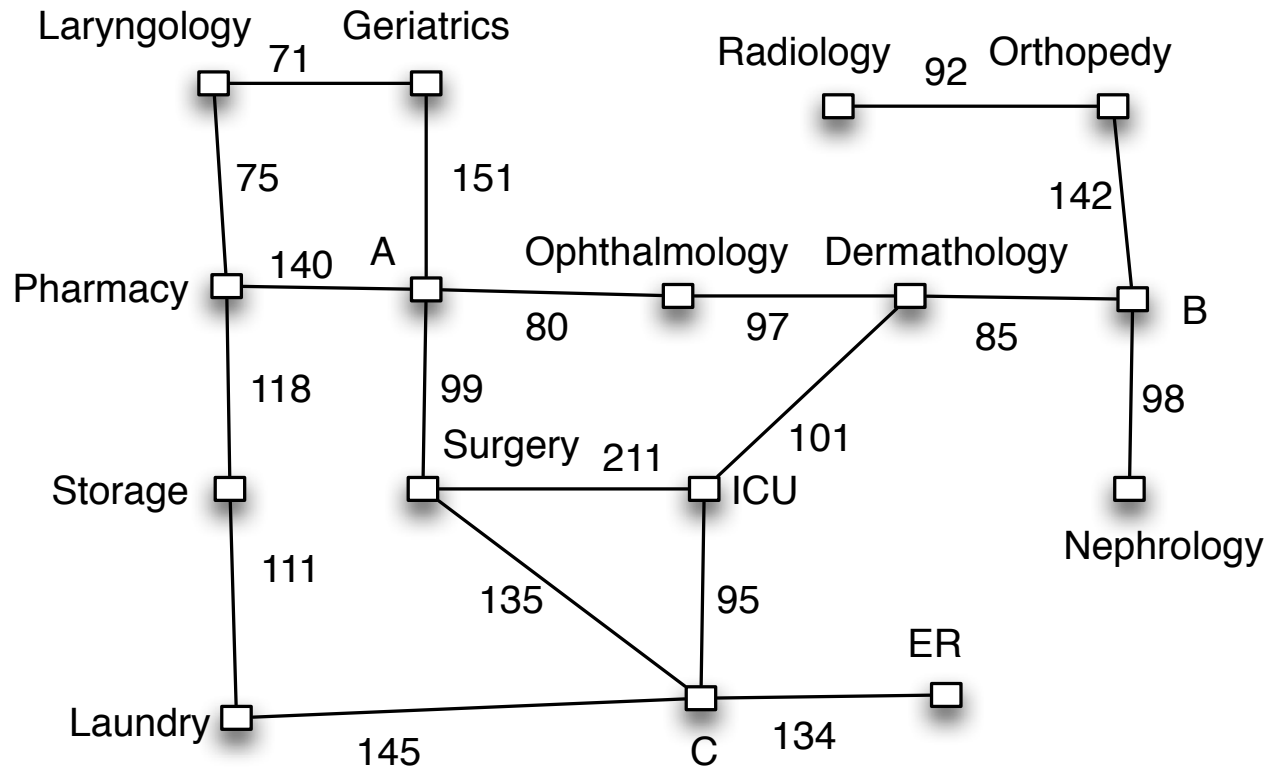 Laryngology
Geriatrics
71
Radiology
Orthopedy
92
75
151
142
Pharmacy
140
A
Ophthalmology
Dermathology
B
80
97
85
118
99
98
Surgery
211
101
Storage
ICU
Nephrology
111
135
95
ER
Laundry
145
C
134